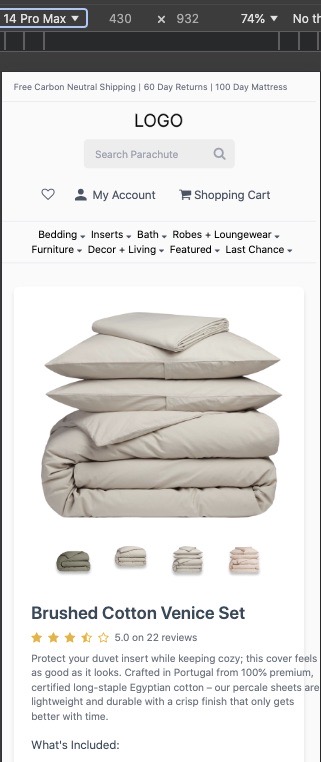 14 Pro Max ▼ 430 × 932 74% ▼ No th
Free Carbon Neutral Shipping | 60 Day Returns | 100 Day Mattress
LOGO
Search Parachute
My Account Shopping Cart
Bedding Inserts Bath Robes + Loungewear
Furniture Decor + Living Featured Last Chance
Brushed Cotton Venice Set
5.0 on 22 reviews
Protect your duvet insert while keeping cozy; this cover feels
as good as it looks. Crafted in Portugal from 100% premium,
certified long-staple Egyptian cotton – our percale sheets are
lightweight and durable with a crisp finish that only gets
better with time.
What's Included: